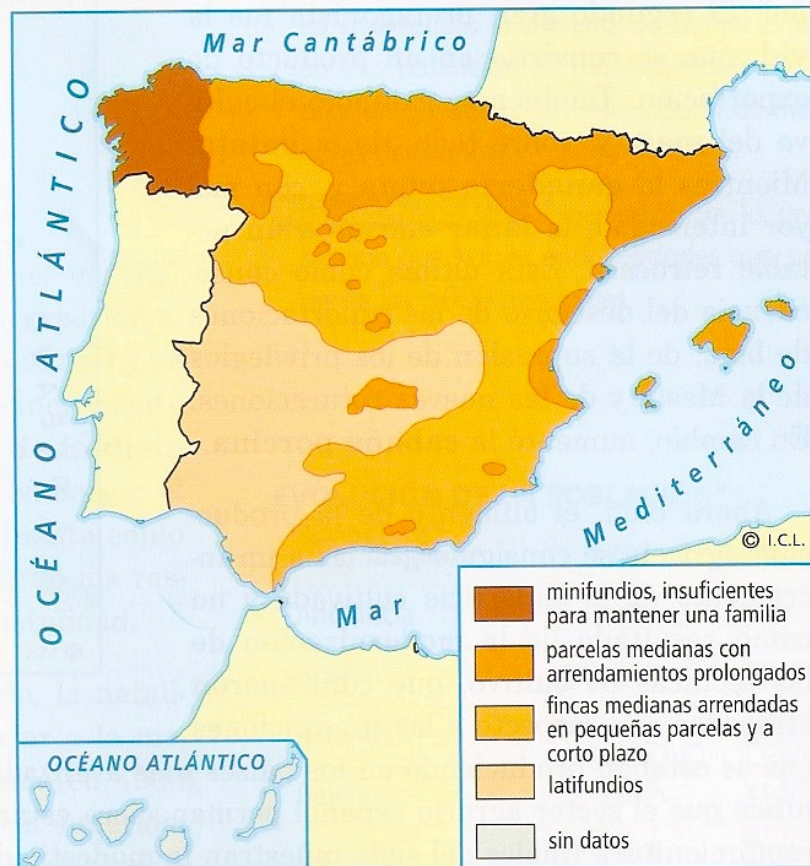 Mar Cantábrico
OCÉANO ATLÁNTICO
Mediterráneo
© I.C.L.
Mar
minifundios, insuficientes
para mantener una familia
parcelas medianas con
arrendamientos prolongados
fincas medianas arrendadas
en pequeñas parcelas y a
corto plazo
latifundios
sin datos
OCÉANO ATLÁNTICO